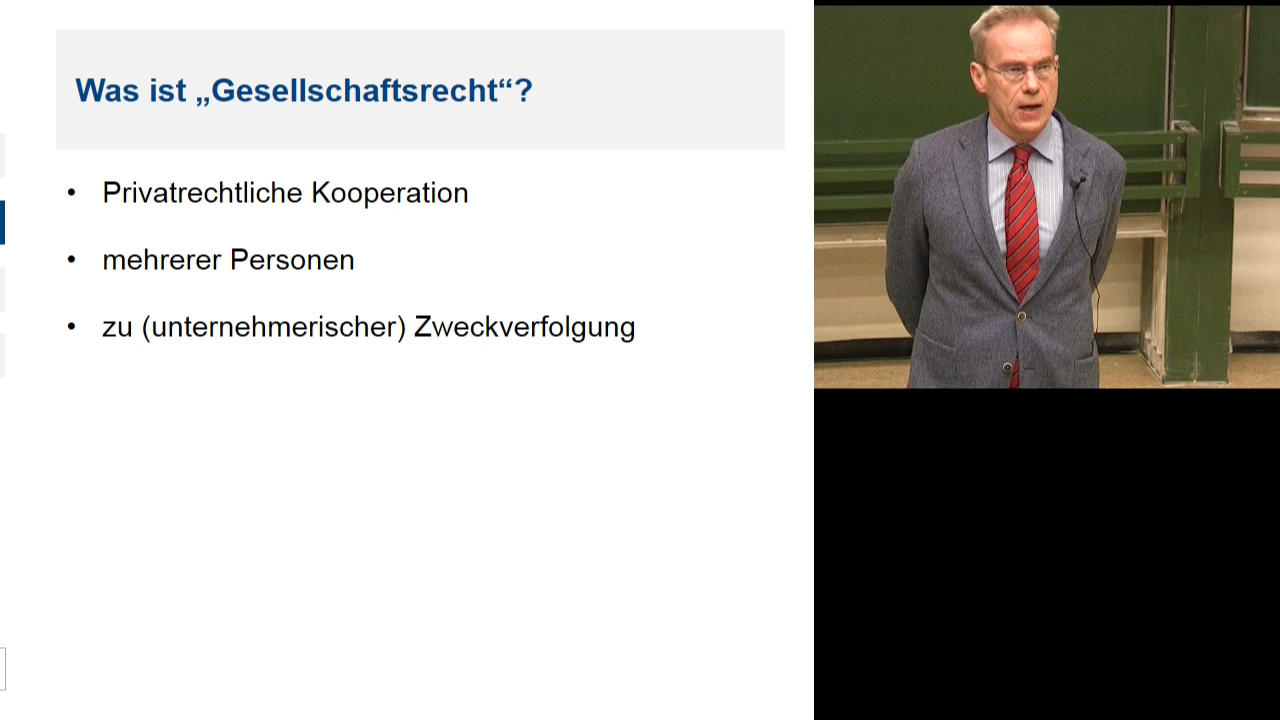 Was ist „Gesellschaftsrecht“?
• Privatrechtliche Kooperation
• mehrerer Personen
• zu (unternehmerischer) Zweckverfolgung